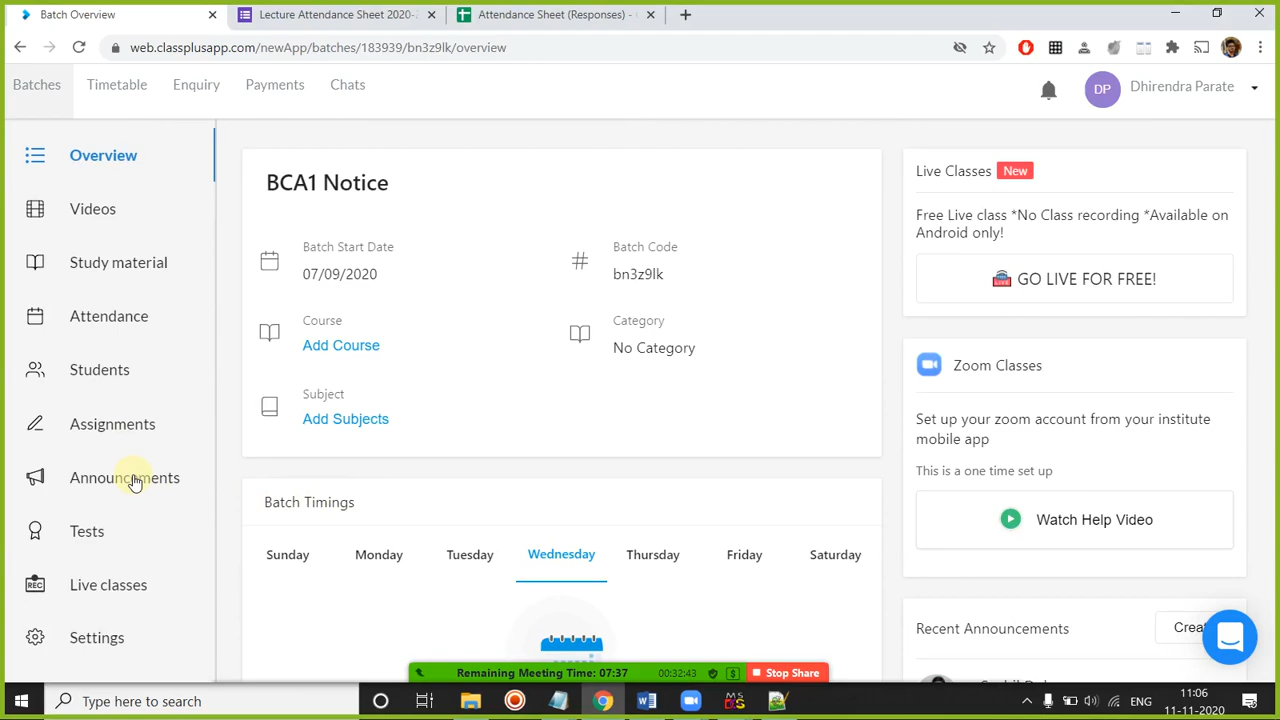 Batch Overview
Lecture Attendance Sheet 2020-
Attendance Sheet (Responses) -
web.classplusapp.com/newApp/batches/183939/bn3z9lk/overview
Batches
Timetable
Enquiry
Payments
Chats
DP
Dhirendra Parate
Overview
Videos
Study material
Attendance
Students
Assignments
Announcements
Tests
Live classes
REC
Settings
BCA1 Notice
Batch Start Date
07/09/2020
Batch Code
bn3z9lk
Course
Add Course
Category
No Category
Subject
Add Subjects
Batch Timings
Sunday Monday Tuesday Wednesday Thursday Friday Saturday
Live Classes New
Free Live class *No Class recording *Available on
Android only!
GO LIVE FOR FREE!
Zoom Classes
Set up your zoom account from your institute
mobile app
This is a one time set up
Watch Help Video
Recent Announcements
Remaining Meeting Time: 07:37 00:32:43 Stop Share
Type here to search
ENG
11:06
11-11-2020